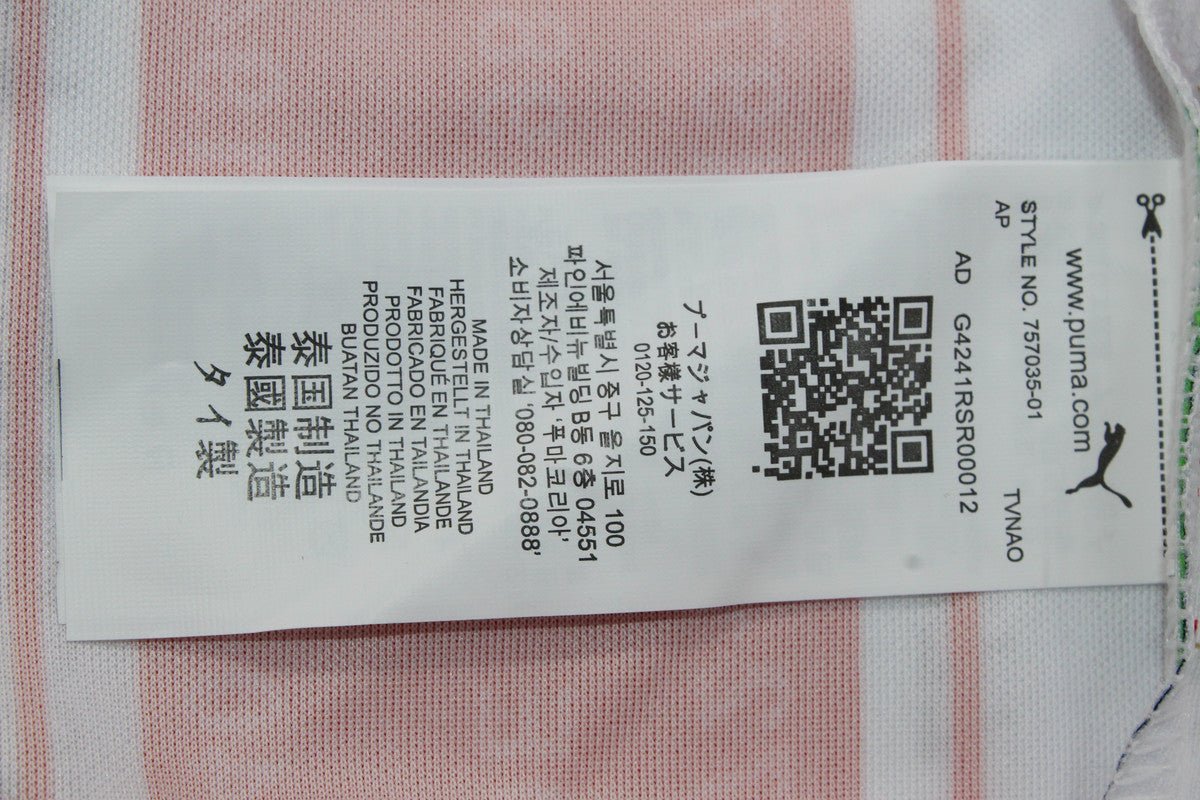 www.puma.com
STYLE NO. 757035-01
TVNAO
AP
AD G4241RSR00012
プーマジャパン(株)
お客様サービス
0120-125-150
서울특별시 중구 을지로 100
파인에비뉴빌딩 B동 6층 04551
제조자/수입자 '푸마코리아'
소비자상담실 '080-082-0888'
MADE IN THAILAND
HERGESTELLT IN THAILAND
FABRIQUÉ EN THAILANDE
FABRICADO EN TAILANDIA
PRODOTTO IN THAILAND
PRODUZIDO NO THAILANDE
BUATAN THAILAND
泰国制造
泰國製造
タイ製